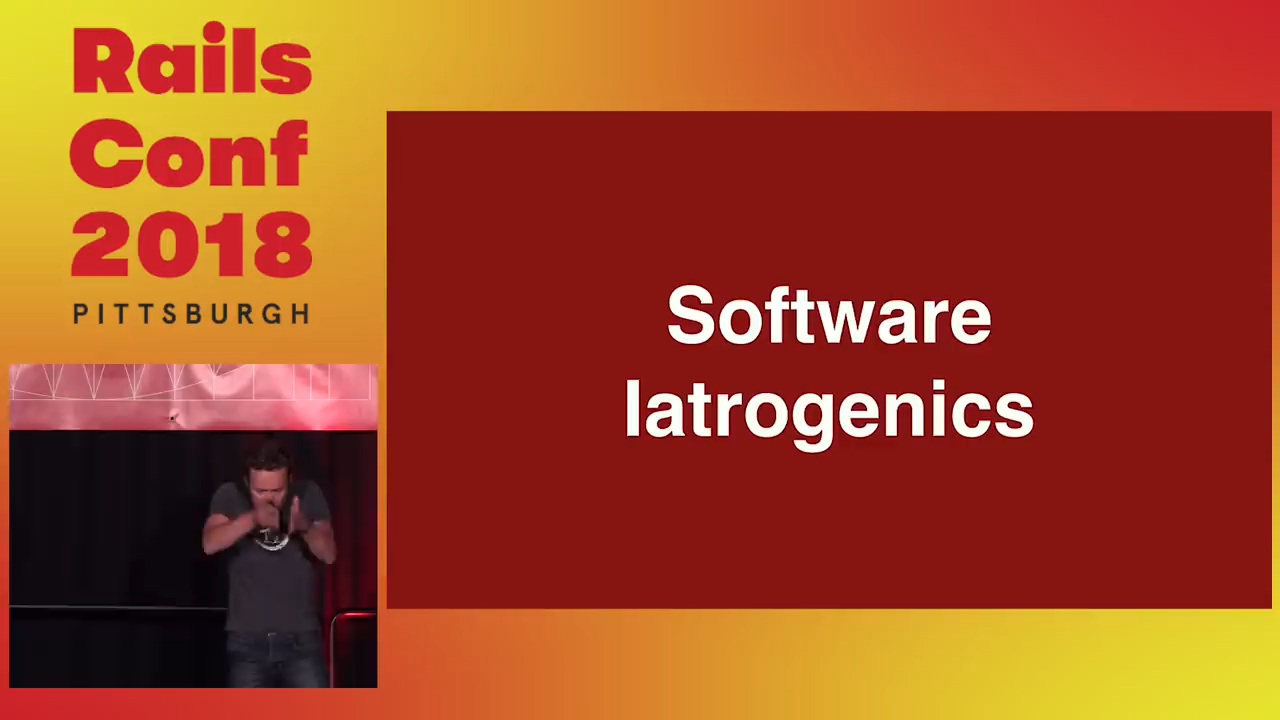 Rails
Conf
2018
PITTSBURGH
Software
Iatrogenics